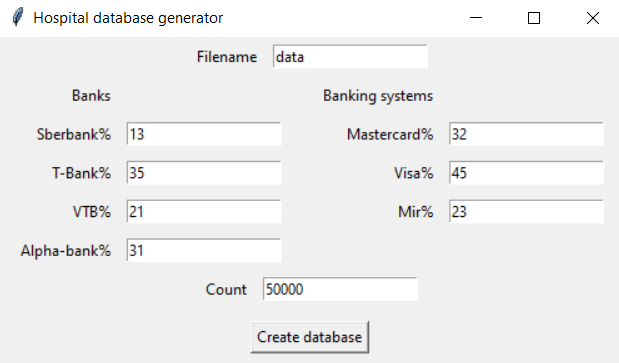 Hospital database generator
Filename data
Banks Banking systems
Sberbank% 13 Mastercard% 32
T-Bank% 35 Visa% 45
VTB% 21 Mir% 23
Alpha-bank% 31
Count 50000
Create database